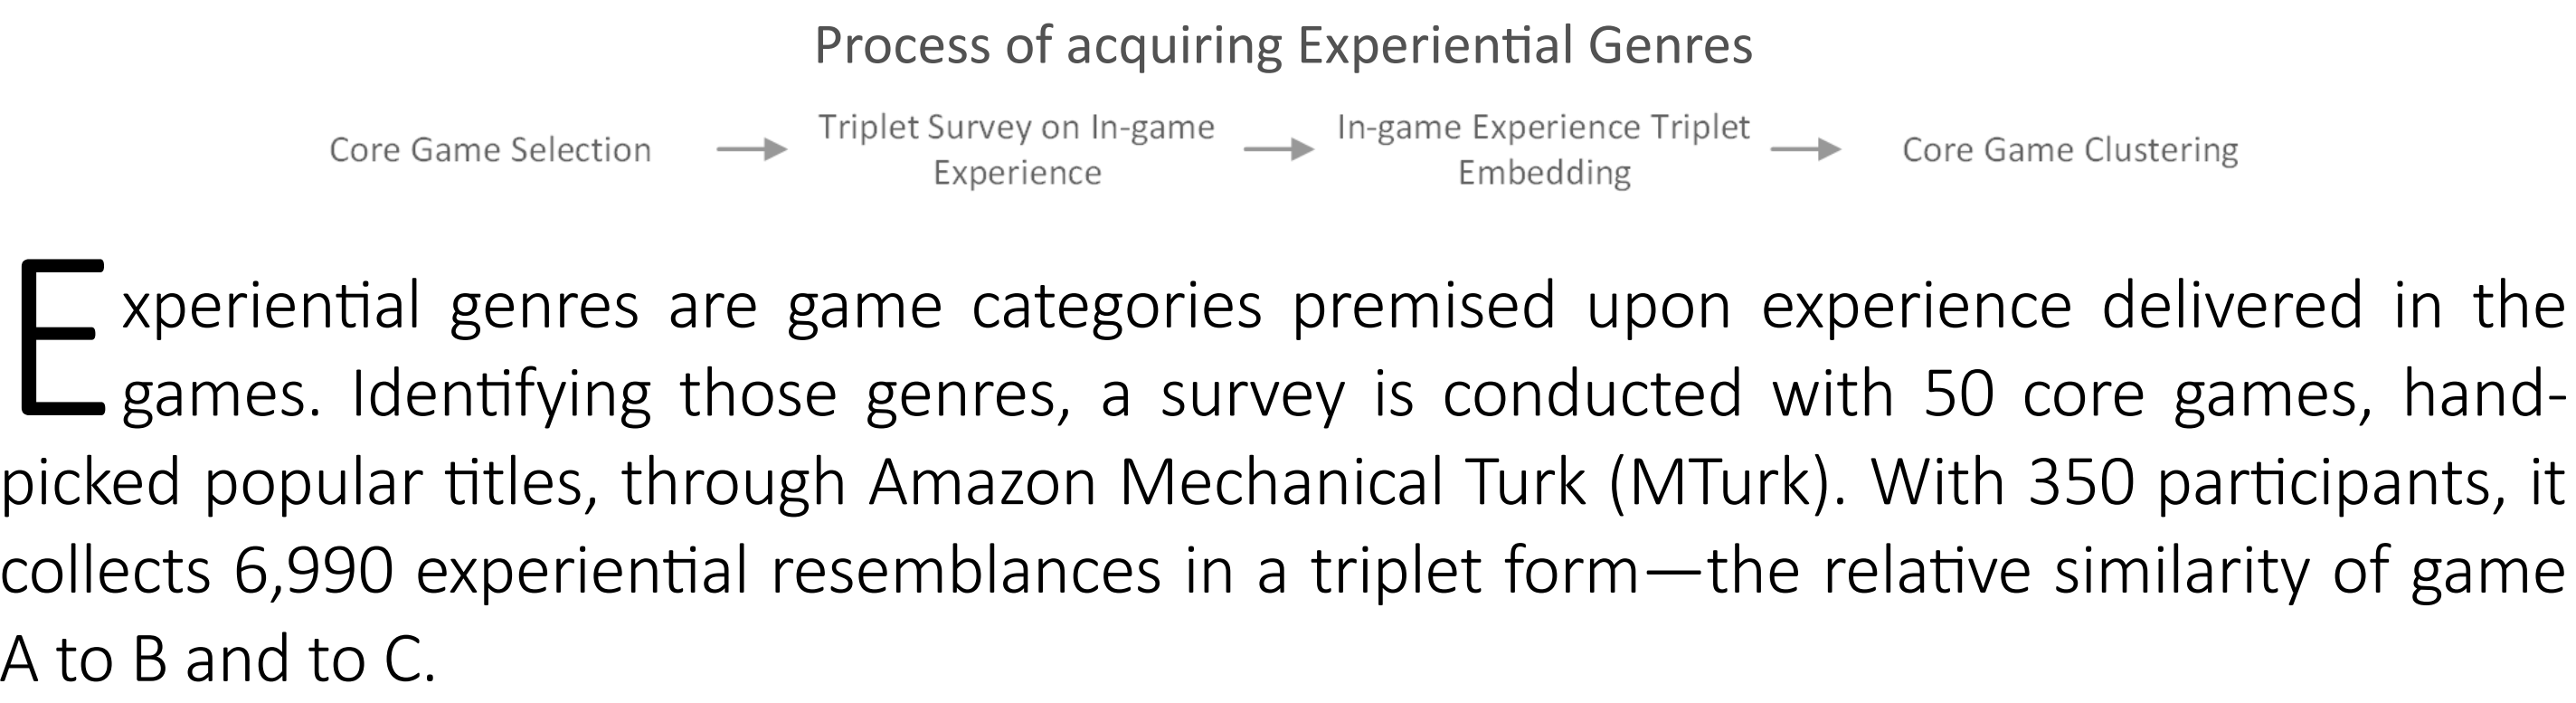 Process of acquiring Experiential Genres
Core Game Selection
Triplet Survey on In-game
Experience
In-game Experience Triplet
Embedding
Core Game Clustering
Experiential genres are game categories premised upon experience delivered in the
games. Identifying those genres, a survey is conducted with 50 core games, hand-
picked popular titles, through Amazon Mechanical Turk (MTurk). With 350 participants, it
collects 6,990 experiential resemblances in a triplet form—the relative similarity of game
A to B and to C.